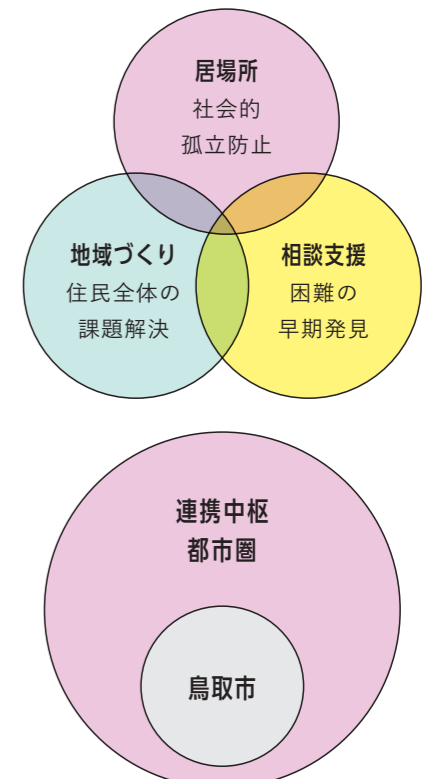 居場所
社会的
孤立防止
地域づくり
住民全体の
課題解決
相談支援
困難の
早期発見
連携中枢
都市圏
鳥取市